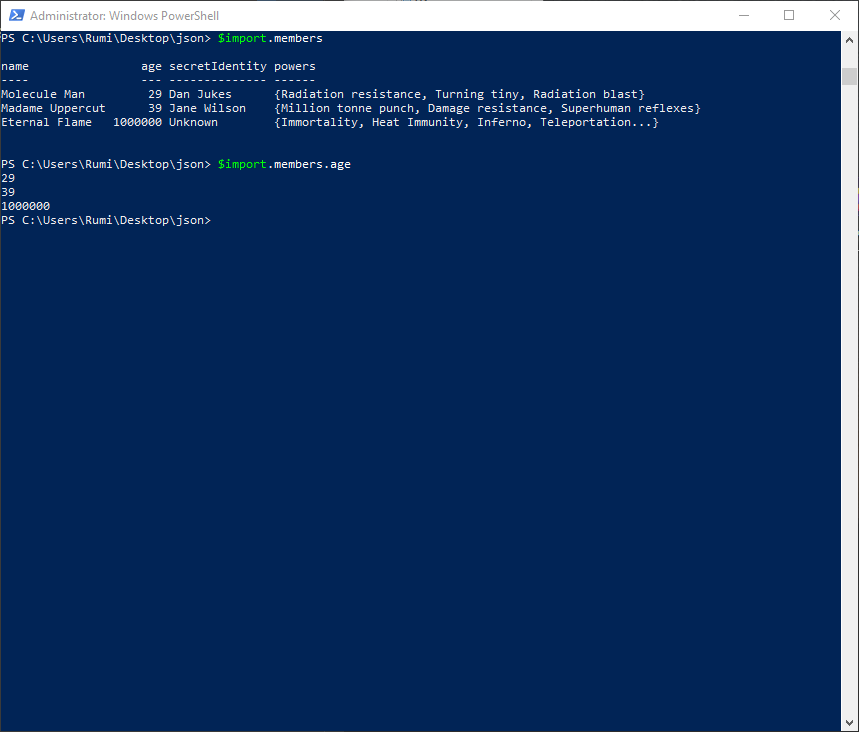 Administrator: Windows PowerShell
PS C:\Users\Rumi\Desktop\json> $import.members
name                age secretIdentity powers
----                --- -------------- ------
Molecule Man         29 Dan Jukes      {Radiation resistance, Turning tiny, Radiation blast}
Madame Uppercut      39 Jane Wilson    {Million tonne punch, Damage resistance, Superhuman reflexes}
Eternal Flame   1000000 Unknown        {Immortality, Heat Immunity, Inferno, Teleportation...}
PS C:\Users\Rumi\Desktop\json> $import.members.age
29
39
1000000
PS C:\Users\Rumi\Desktop\json>